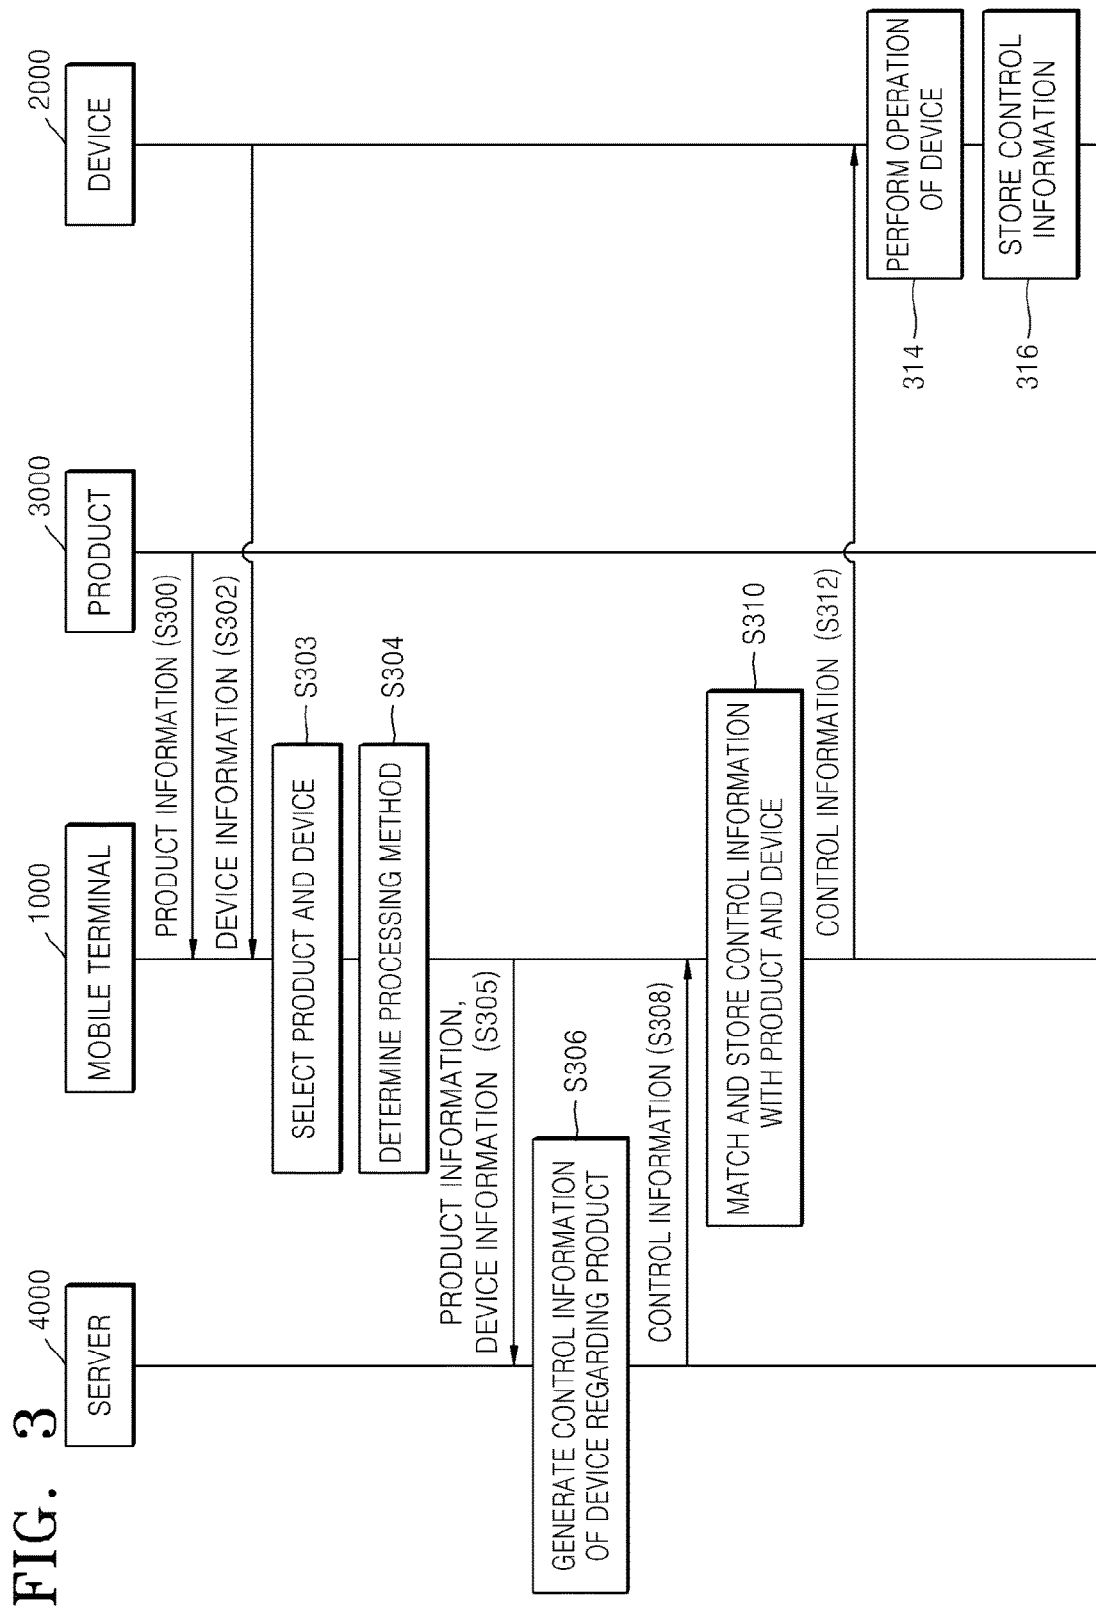 FIG. 3
4000
1000
3000
2000
SERVER
MOBILE TERMINAL
PRODUCT
DEVICE
PRODUCT INFORMATION (S300)
DEVICE INFORMATION (S302)
SELECT PRODUCT AND DEVICE
S303
DETERMINE PROCESSING METHOD
S304
PRODUCT INFORMATION,
DEVICE INFORMATION (S305)
GENERATE CONTROL INFORMATION
OF DEVICE REGARDING PRODUCT
S306
CONTROL INFORMATION (S308)
MATCH AND STORE CONTROL INFORMATION
WITH PRODUCT AND DEVICE
S310
CONTROL INFORMATION (S312)
314
PERFORM OPERATION
OF DEVICE
316
STORE CONTROL
INFORMATION